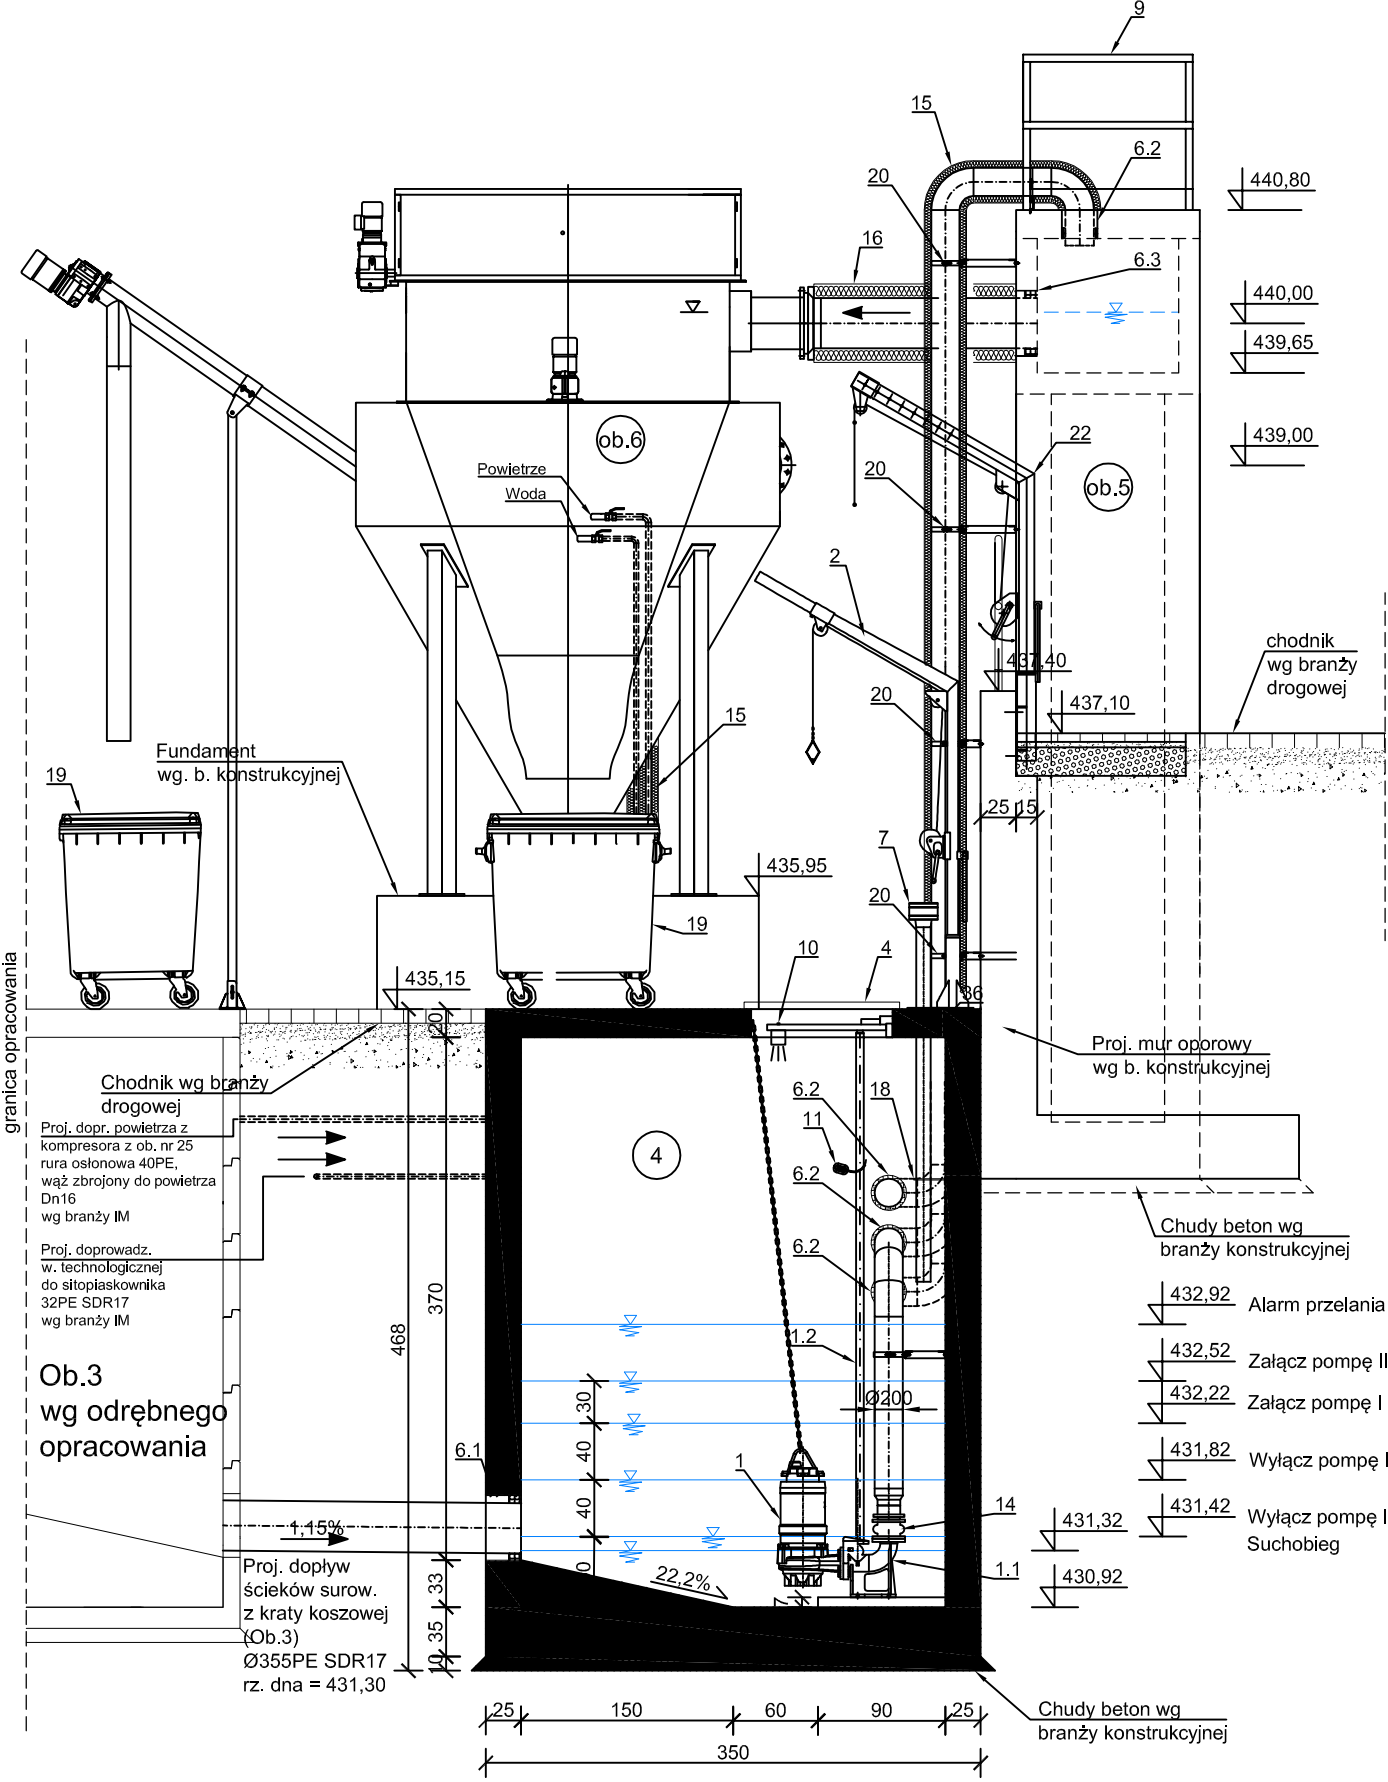 9
15
6.2
20
440,80
16
6.3
440,00
439,65
22
439,00
ob.6
20
ob.5
Powietrze
Woda
2
chodnik
wg branży
drogowej
437,40
437,10
20
15
Fundament
wg. b. konstrukcyjnej
19
25
15
7
435,95
20
19
10
4
435,15
36
granica opracowania
20
Proj. mur oporowy
wg b. konstrukcyjnej
Chodnik wg branży
drogowej
6.2
18
11
Proj. dopr. powietrza z
kompresora z ob. nr 25
rura osłonowa 40PE,
wąż zbrojony do powietrza
Dn16
wg branży IM
4
6.2
Chudy beton wg
branży konstrukcyjnej
6.2
Proj. doprowadz.
w. technologicznej
do sitopiaskownika
32PE SDR17
wg branży IM
370
468
432,92 Alarm przelania
1.2
432,52 Załącz pompę II
Ob.3
wg odrębnego
opracowania
30
Ø200
432,22 Załącz pompę I
40
6.1
1
431,82 Wyłącz pompę I
40
14
431,42 Wyłącz pompę I
Suchobieg
431,32
1,15%
Proj. dopływ
ścieków surow.
z kraty koszowej
(Ob.3)
Ø355PE SDR17
rz. dna = 431,30
0
22,2%
7
1.1
430,92
33
35
10
25
150
60
90
25
350
Chudy beton wg
branży konstrukcyjnej